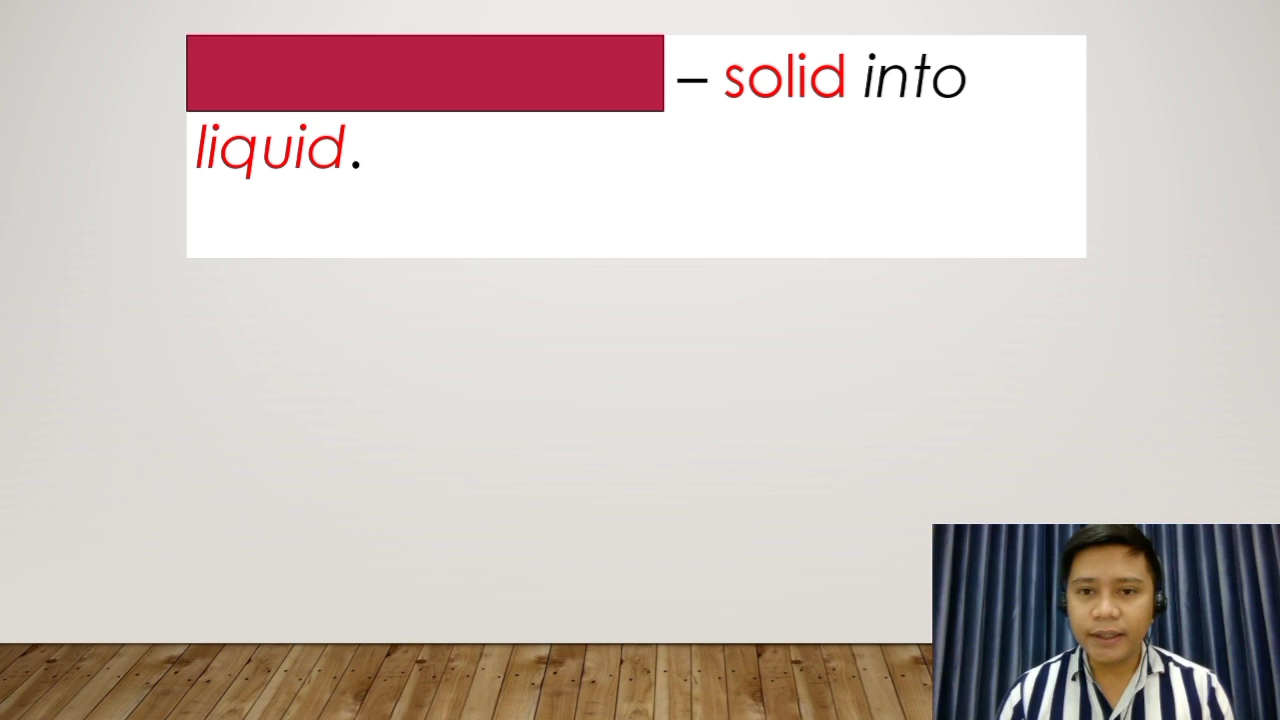 – solid into
liquid.